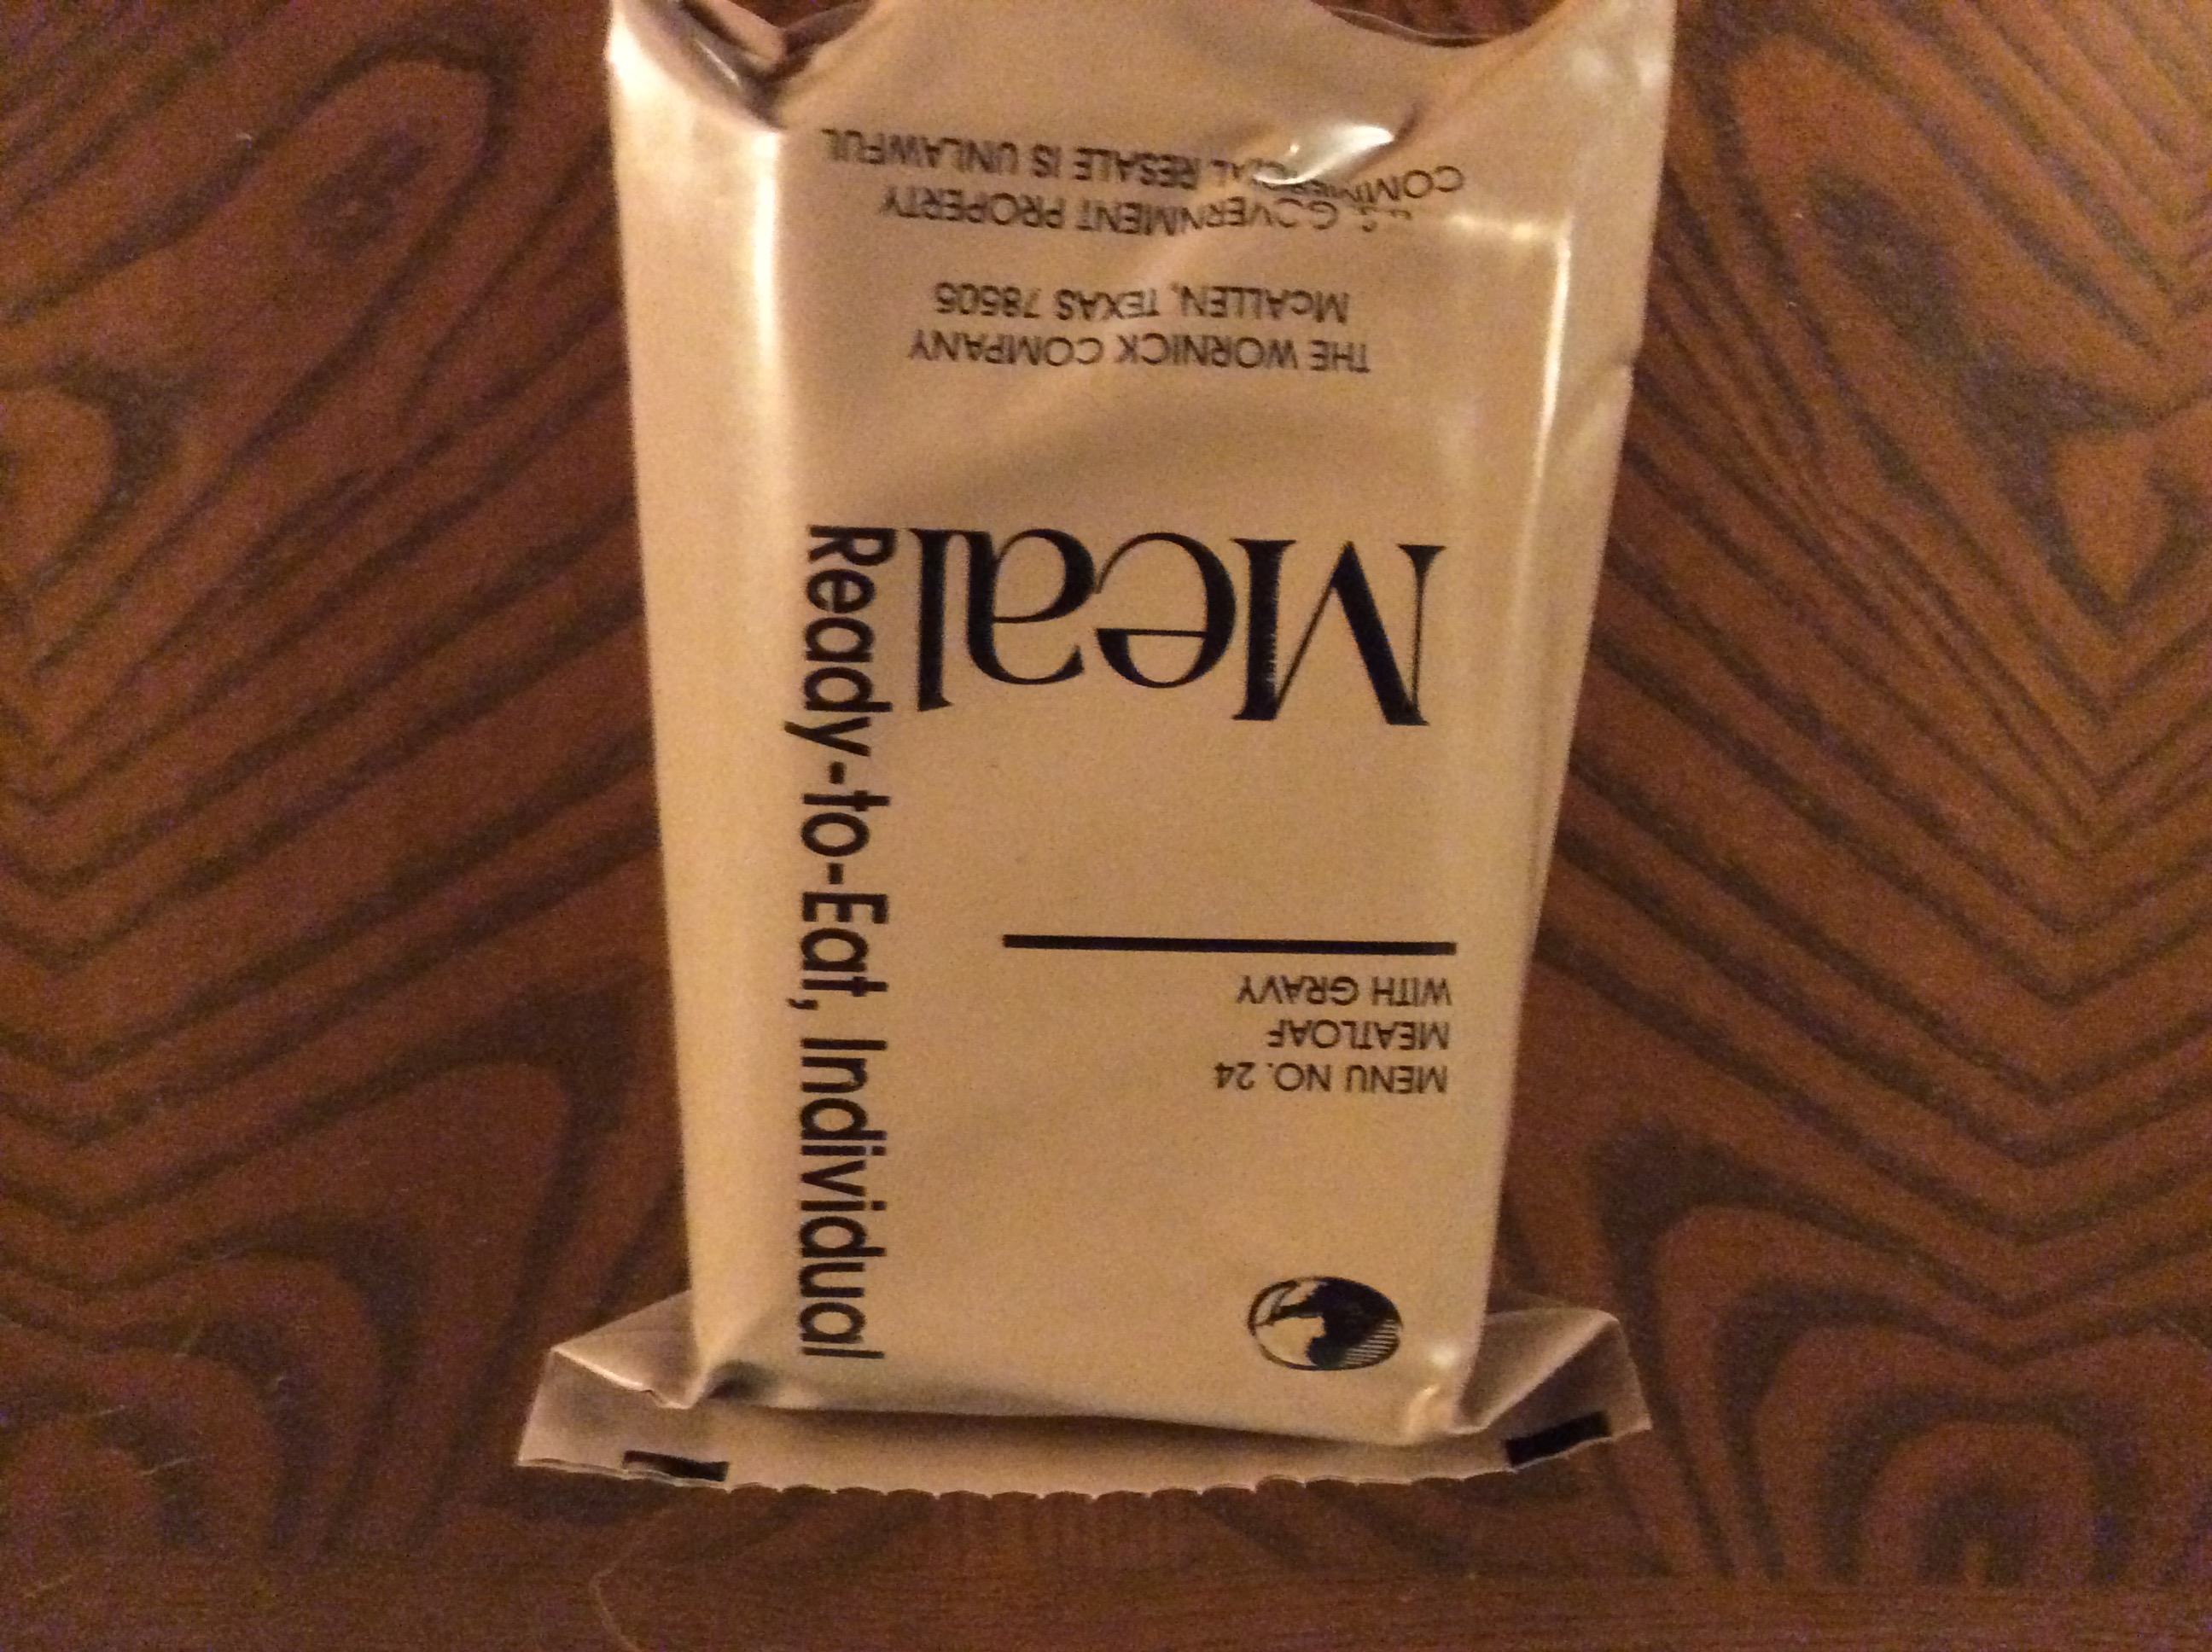 MENU NO. 24
MEATLOAF
WITH GRAVY
Meal
Ready-to-Eat, Individual
THE WORNICK COMPANY
McALLEN, TEXAS 78505
U.S. GOVERNMENT PROPERTY
COMMERCIAL RESALE IS UNLAWFUL